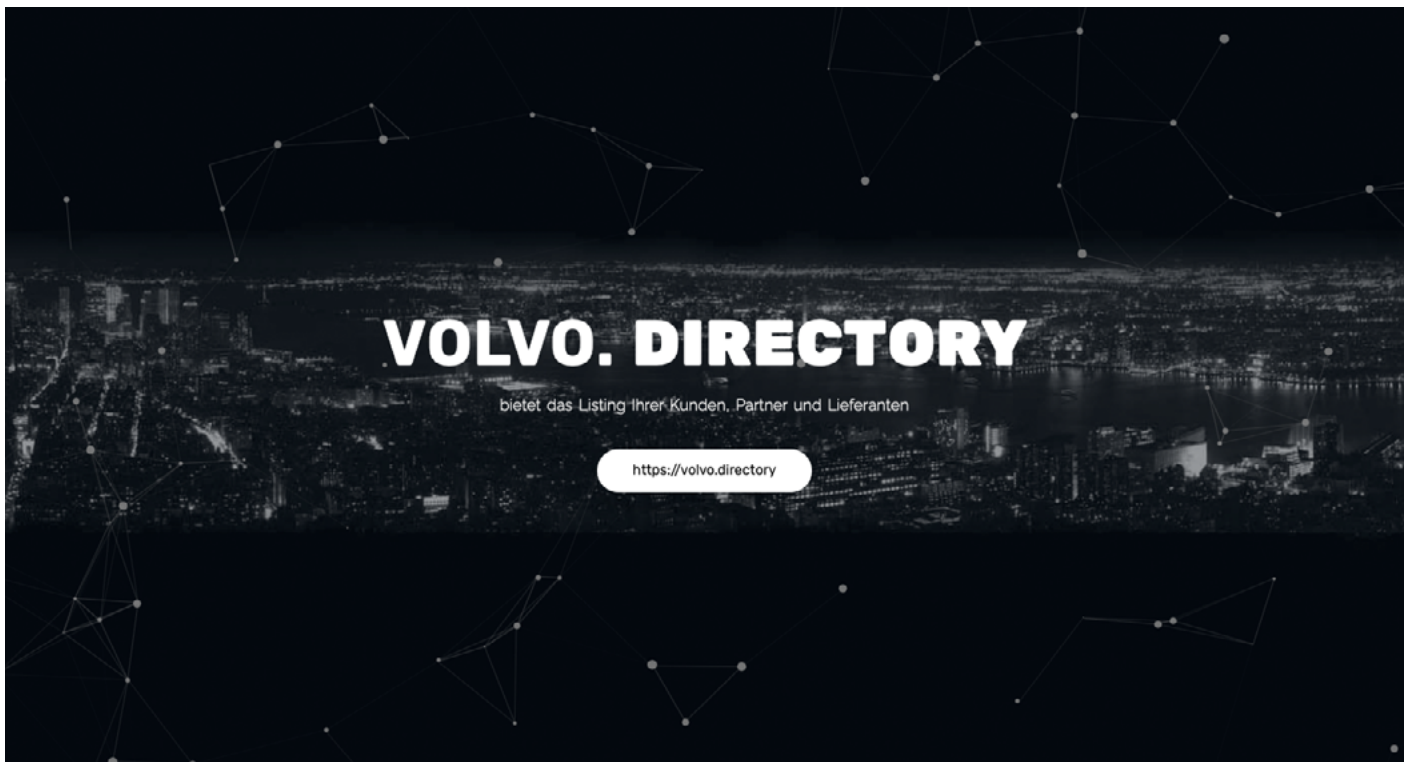 VOLVO. DIRECTORY
bietet das Listing Ihrer Kunden, Partner und Lieferanten
https://volvo.directory